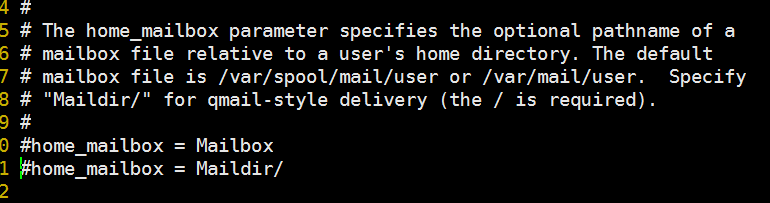 4 #
5 # The home_mailbox parameter specifies the optional pathname of a
6 # mailbox file relative to a user's home directory. The default
7 # mailbox file is /var/spool/mail/user or /var/mail/user.  Specify
8 # "Maildir/" for qmail-style delivery (the / is required).
9 #
0 #home_mailbox = Mailbox
1 #home_mailbox = Maildir/
2